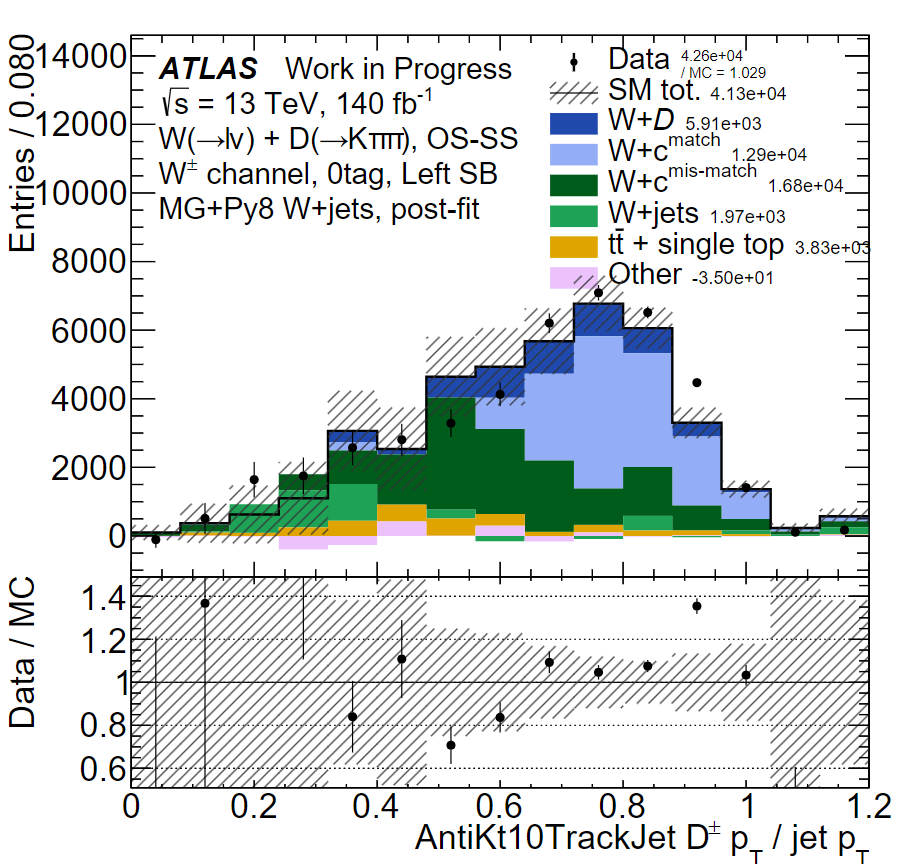 Entries / 0.080
14000
12000
10000
8000
6000
4000
2000
0
ATLAS Work in Progress
√s = 13 TeV, 140 fb⁻¹
W(→lν) + D(→Kππ), OS-SS
W± channel, 0tag, Left SB
MG+Py8 W+jets, post-fit
Data 4.26e+04
/ MC = 1.029
SM tot. 4.13e+04
W+D 5.91e+03
W+c^match 1.29e+04
W+c^mis-match 1.68e+04
W+jets 1.97e+03
tt̄ + single top 3.83e+03
Other -3.50e+01
Data / MC
1.4
1.2
1
0.8
0.6
0 0.2 0.4 0.6 0.8 1 1.2
AntiKt10TrackJet D± p_T / jet p_T